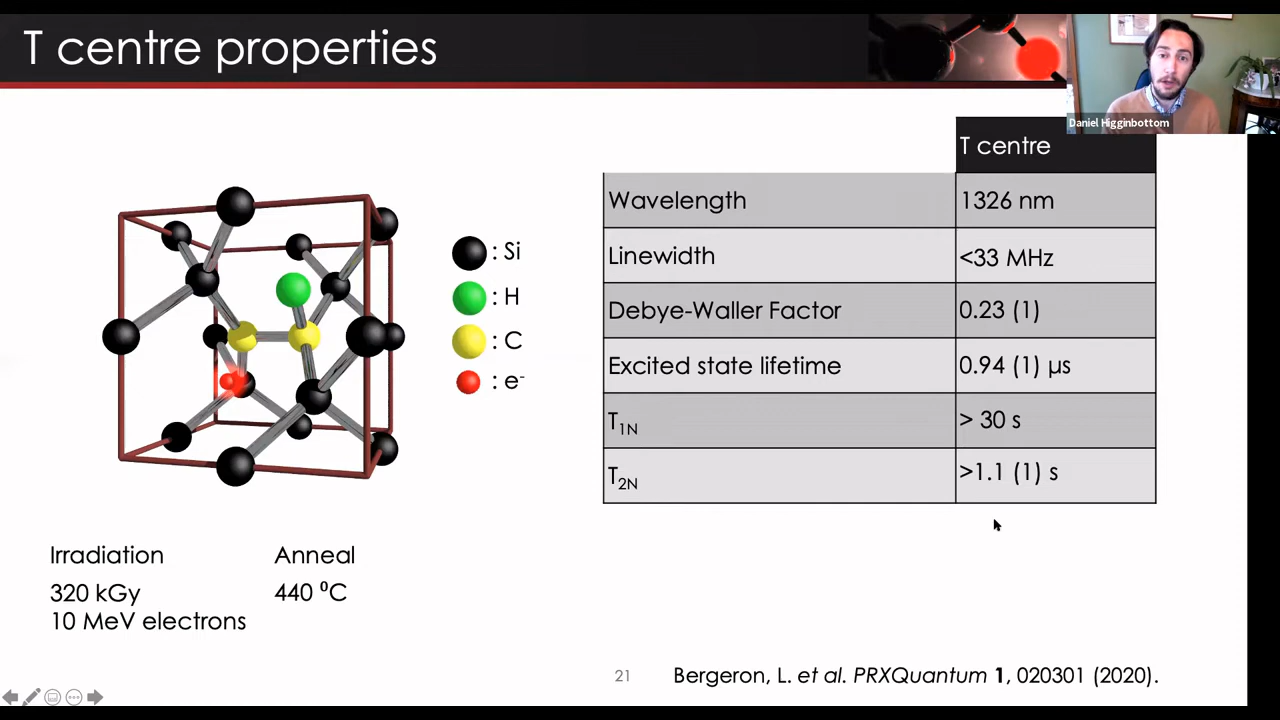 T centre properties
Daniel Higginbottom
T centre
Wavelength 1326 nm
Linewidth <33 MHz
Debye-Waller Factor 0.23 (1)
Excited state lifetime 0.94 (1) µs
T1N > 30 s
T2N >1.1 (1) s
: Si
: H
: C
: e-
Irradiation Anneal
320 kGy 440 ⁰C
10 MeV electrons
21 Bergeron, L. et al. PRXQuantum 1, 020301 (2020).